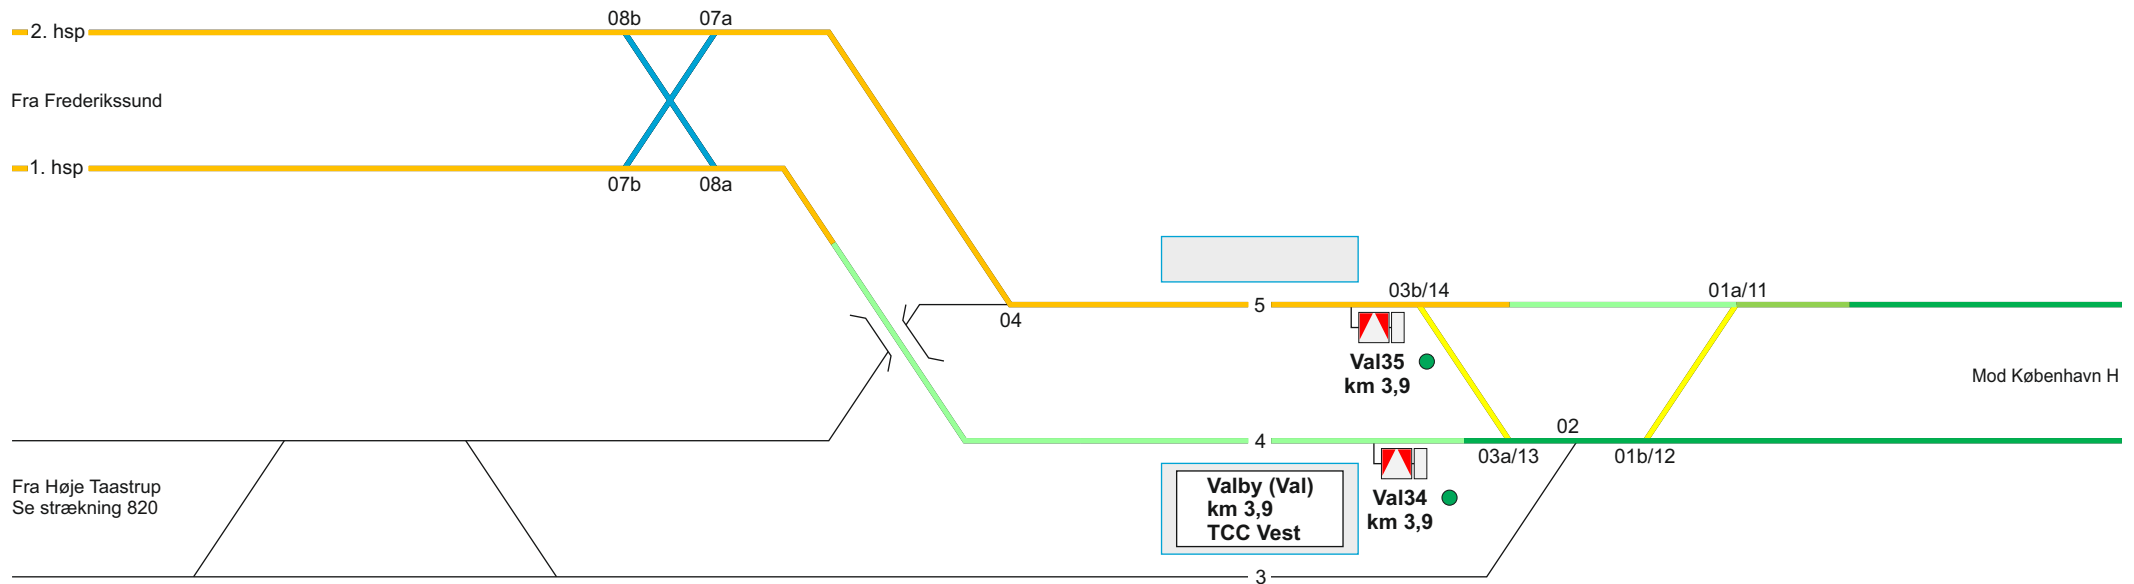 08b
07a
2. hsp
Fra Frederikssund
1. hsp
07b
08a
5
03b/14
01a/11
04
Val35
km 3,9
Mod København H
4
02
03a/13
01b/12
Fra Høje Taastrup
Se strækning 820
Valby (Val)
km 3,9
TCC Vest
Val34
km 3,9
3